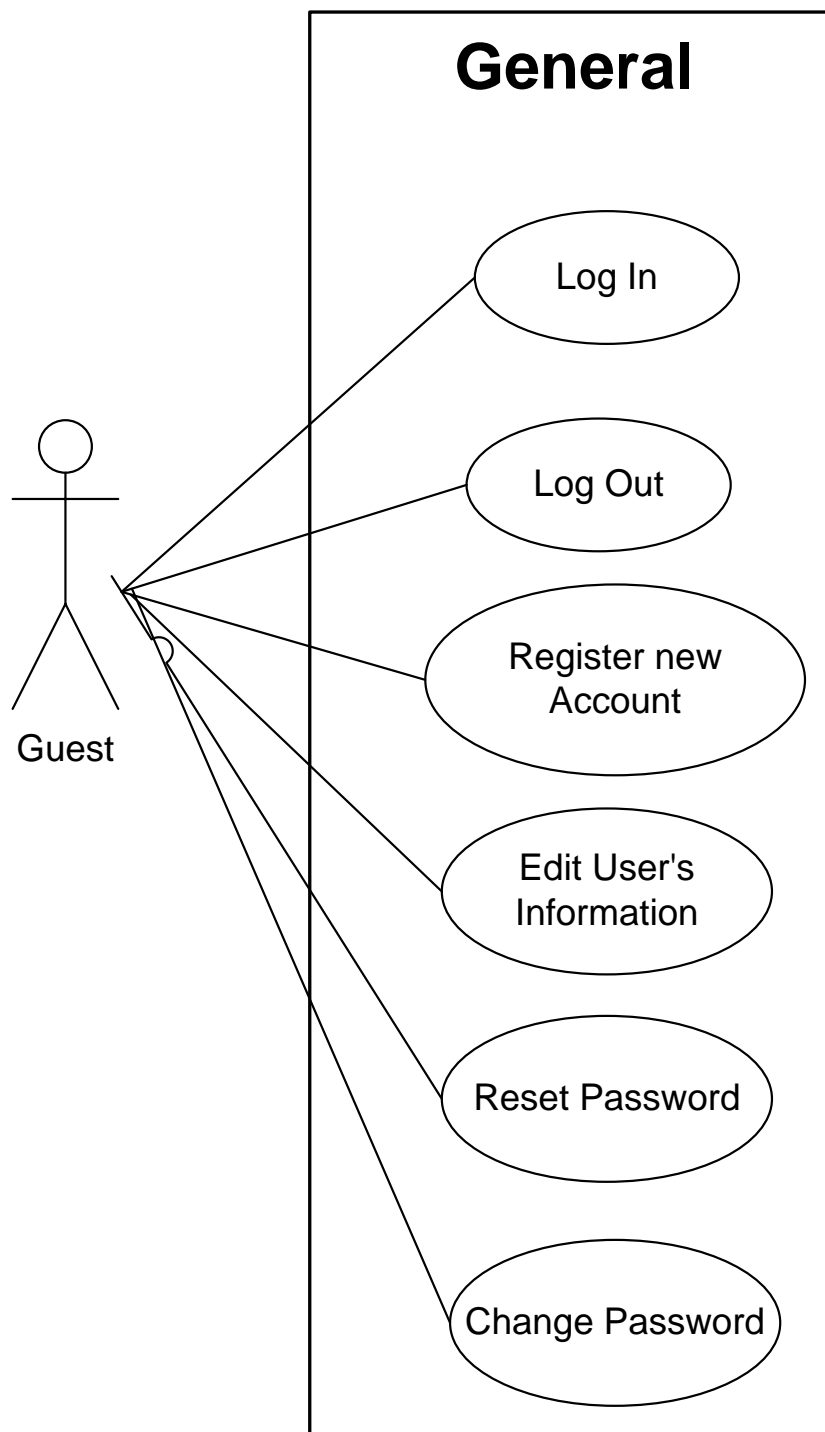 General
Log In
Log Out
Register new
Account
Guest
Edit User's
Information
Reset Password
Change Password